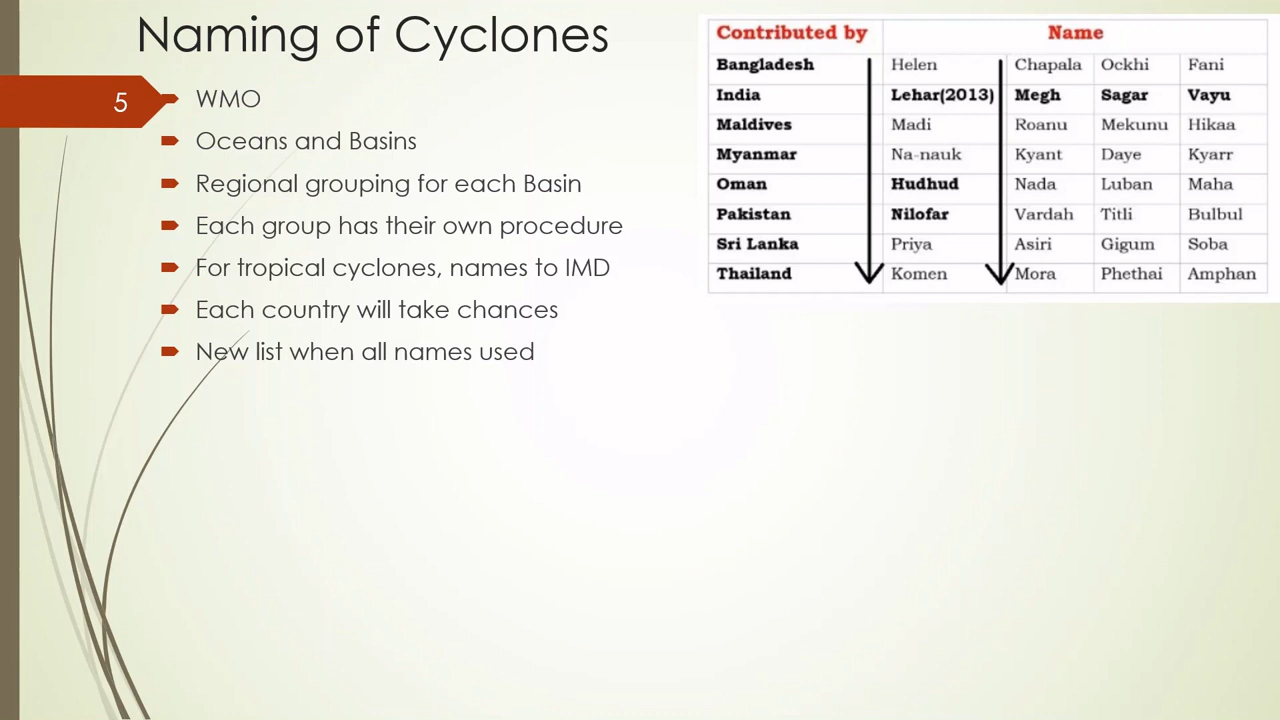 Naming of Cyclones
5
WMO
Oceans and Basins
Regional grouping for each Basin
Each group has their own procedure
For tropical cyclones, names to IMD
Each country will take chances
New list when all names used
Contributed by Name
Bangladesh Helen Chapala Ockhi Fani
India Lehar(2013) Megh Sagar Vayu
Maldives Madi Roanu Mekunu Hikaa
Myanmar Na-nauk Kyant Daye Kyarr
Oman Hudhud Nada Luban Maha
Pakistan Nilofar Vardah Titli Bulbul
Sri Lanka Priya Asiri Gigum Soba
Thailand Komen Mora Phethai Amphan